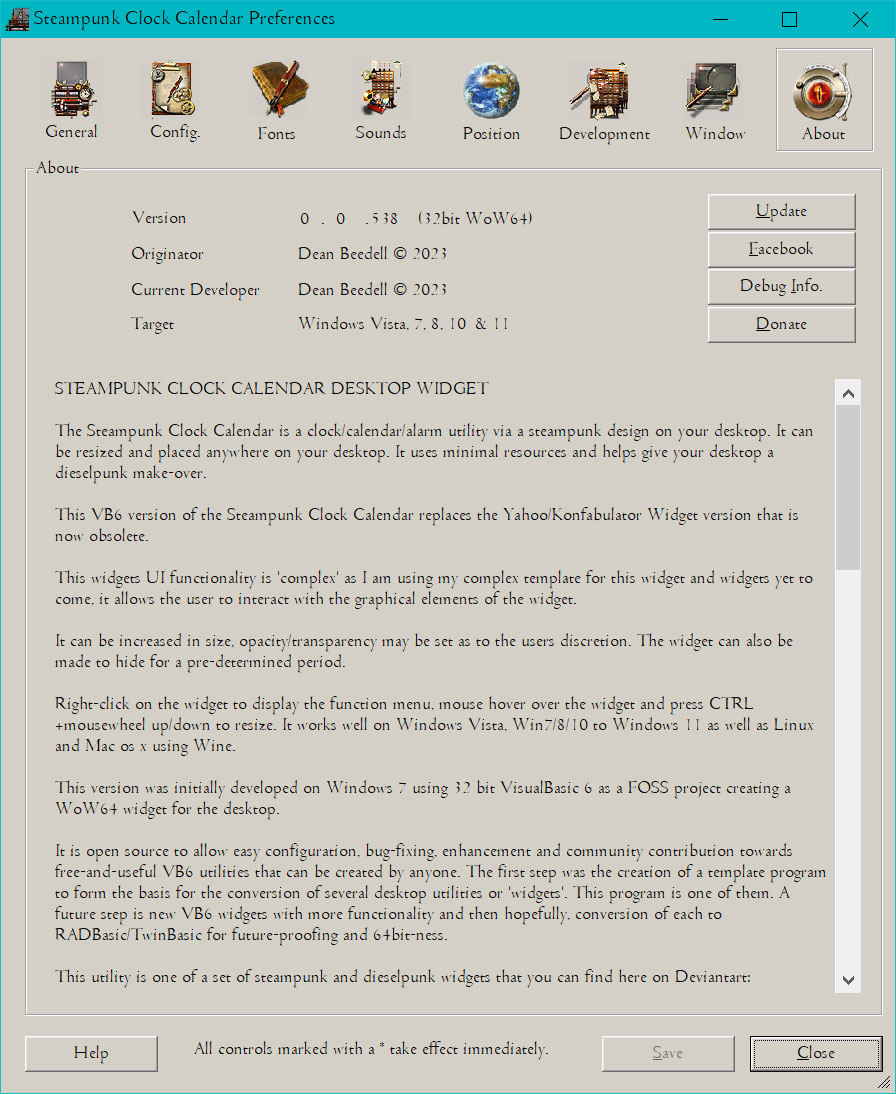 Steampunk Clock Calendar Preferences
General
Config.
Fonts
Sounds
Position
Development
Window
About
About
Version 0 . 0 .538 (32bit WoW64)
Update
Originator Dean Beedell © 2023
Facebook
Current Developer Dean Beedell © 2023
Debug Info.
Target Windows Vista, 7, 8, 10 & 11
Donate
STEAMPUNK CLOCK CALENDAR DESKTOP WIDGET
The Steampunk Clock Calendar is a clock/calendar/alarm utility via a steampunk design on your desktop. It can
be resized and placed anywhere on your desktop. It uses minimal resources and helps give your desktop a
dieselpunk make-over.
This VB6 version of the Steampunk Clock Calendar replaces the Yahoo/Konfabulator Widget version that is
now obsolete.
This widgets UI functionality is 'complex' as I am using my complex template for this widget and widgets yet to
come, it allows the user to interact with the graphical elements of the widget.
It can be increased in size, opacity/transparency may be set as to the users discretion. The widget can also be
made to hide for a pre-determined period.
Right-click on the widget to display the function menu, mouse hover over the widget and press CTRL
+mousewheel up/down to resize. It works well on Windows Vista, Win7/8/10 to Windows 11 as well as Linux
and Mac os x using Wine.
This version was initially developed on Windows 7 using 32 bit VisualBasic 6 as a FOSS project creating a
WoW64 widget for the desktop.
It is open source to allow easy configuration, bug-fixing, enhancement and community contribution towards
free-and-useful VB6 utilities that can be created by anyone. The first step was the creation of a template program
to form the basis for the conversion of several desktop utilities or 'widgets'. This program is one of them. A
future step is new VB6 widgets with more functionality and then hopefully, conversion of each to
RADBasic/TwinBasic for future-proofing and 64bit-ness.
This utility is one of a set of steampunk and dieselpunk widgets that you can find here on Deviantart:
Help
All controls marked with a * take effect immediately.
Save
Close